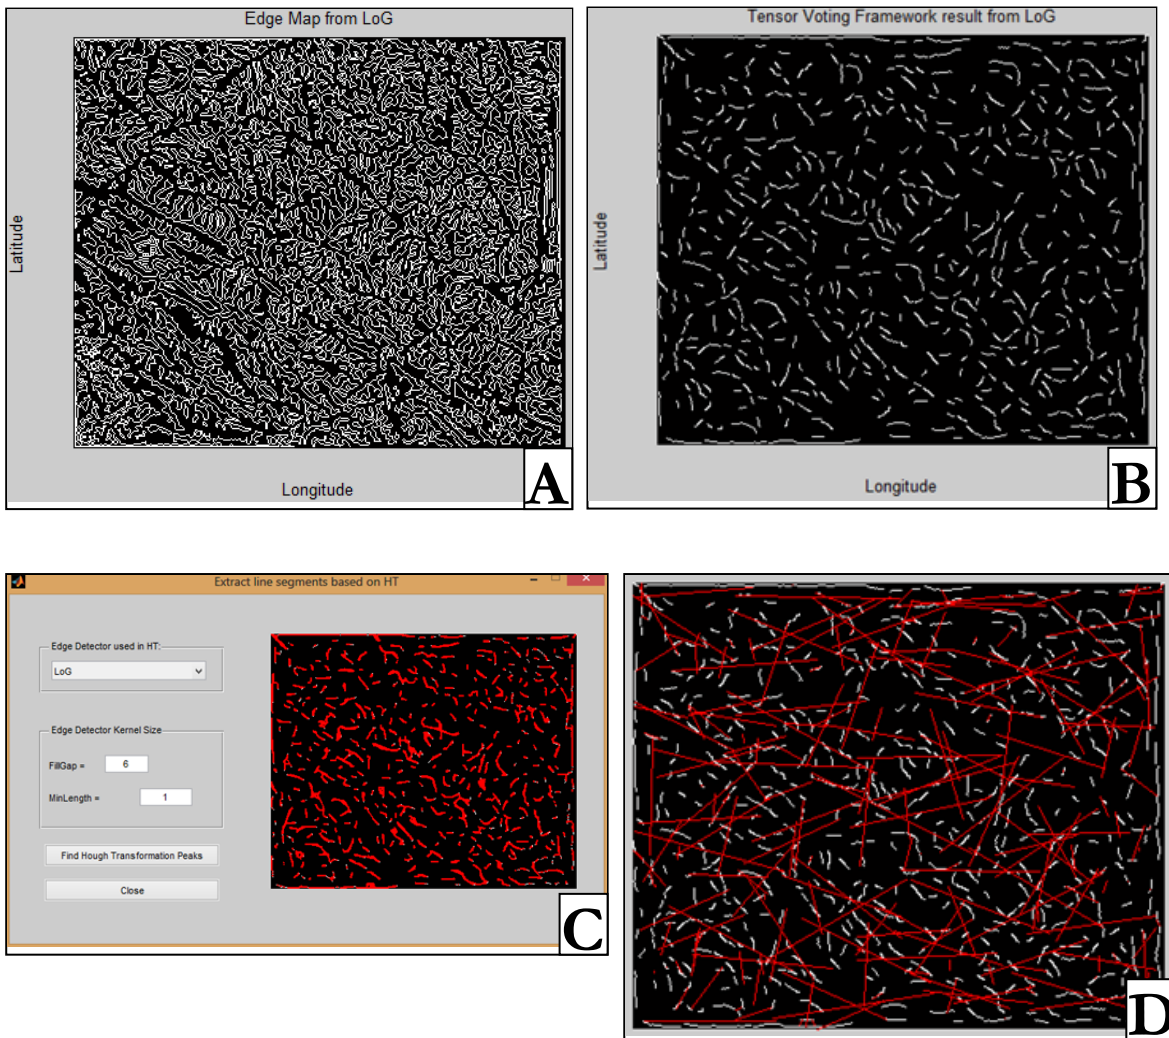 Edge Map from LoG
Latitude
Longitude
A
Tensor Voting Framework result from LoG
Latitude
Longitude
B
Extract line segments based on HT
Edge Detector used in HT:
LoG
Edge Detector Kernel Size
FillGap = 6
MinLength = 1
Find Hough Transformation Peaks
Close
C
D